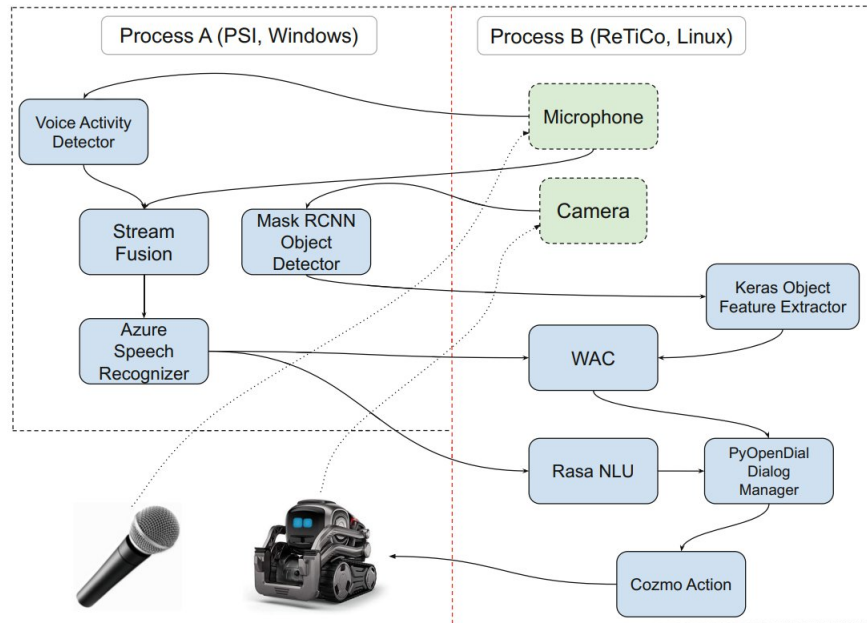 Process A (PSI, Windows)
Process B (ReTiCo, Linux)
Voice Activity
Detector
Microphone
Stream
Fusion
Mask RCNN
Object
Detector
Camera
Keras Object
Feature Extractor
Azure
Speech
Recognizer
WAC
Rasa NLU
PyOpenDial
Dialog
Manager
Cozmo Action